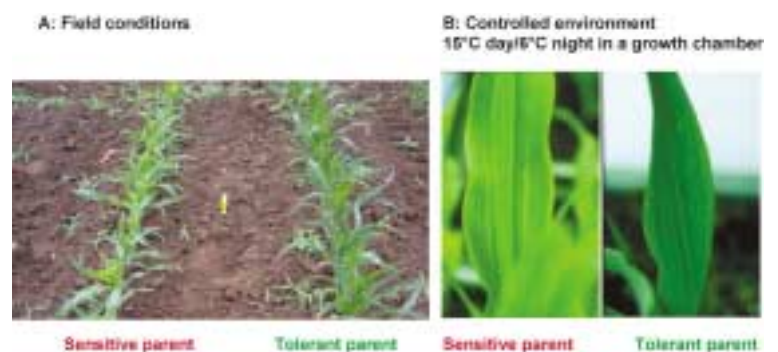 A: Field conditions
B: Controlled environment
15°C day/6°C night in a growth chamber
Sensitive parent
Tolerant parent
Sensitive parent
Tolerant parent